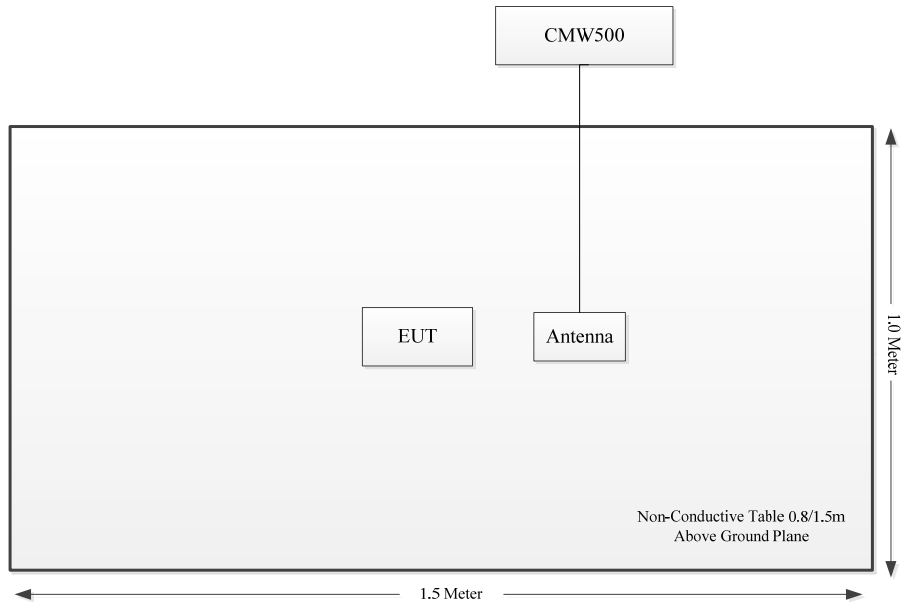 CMW500
EUT
Antenna
1.0 Meter
Non-Conductive Table 0.8/1.5m
Above Ground Plane
1.5 Meter